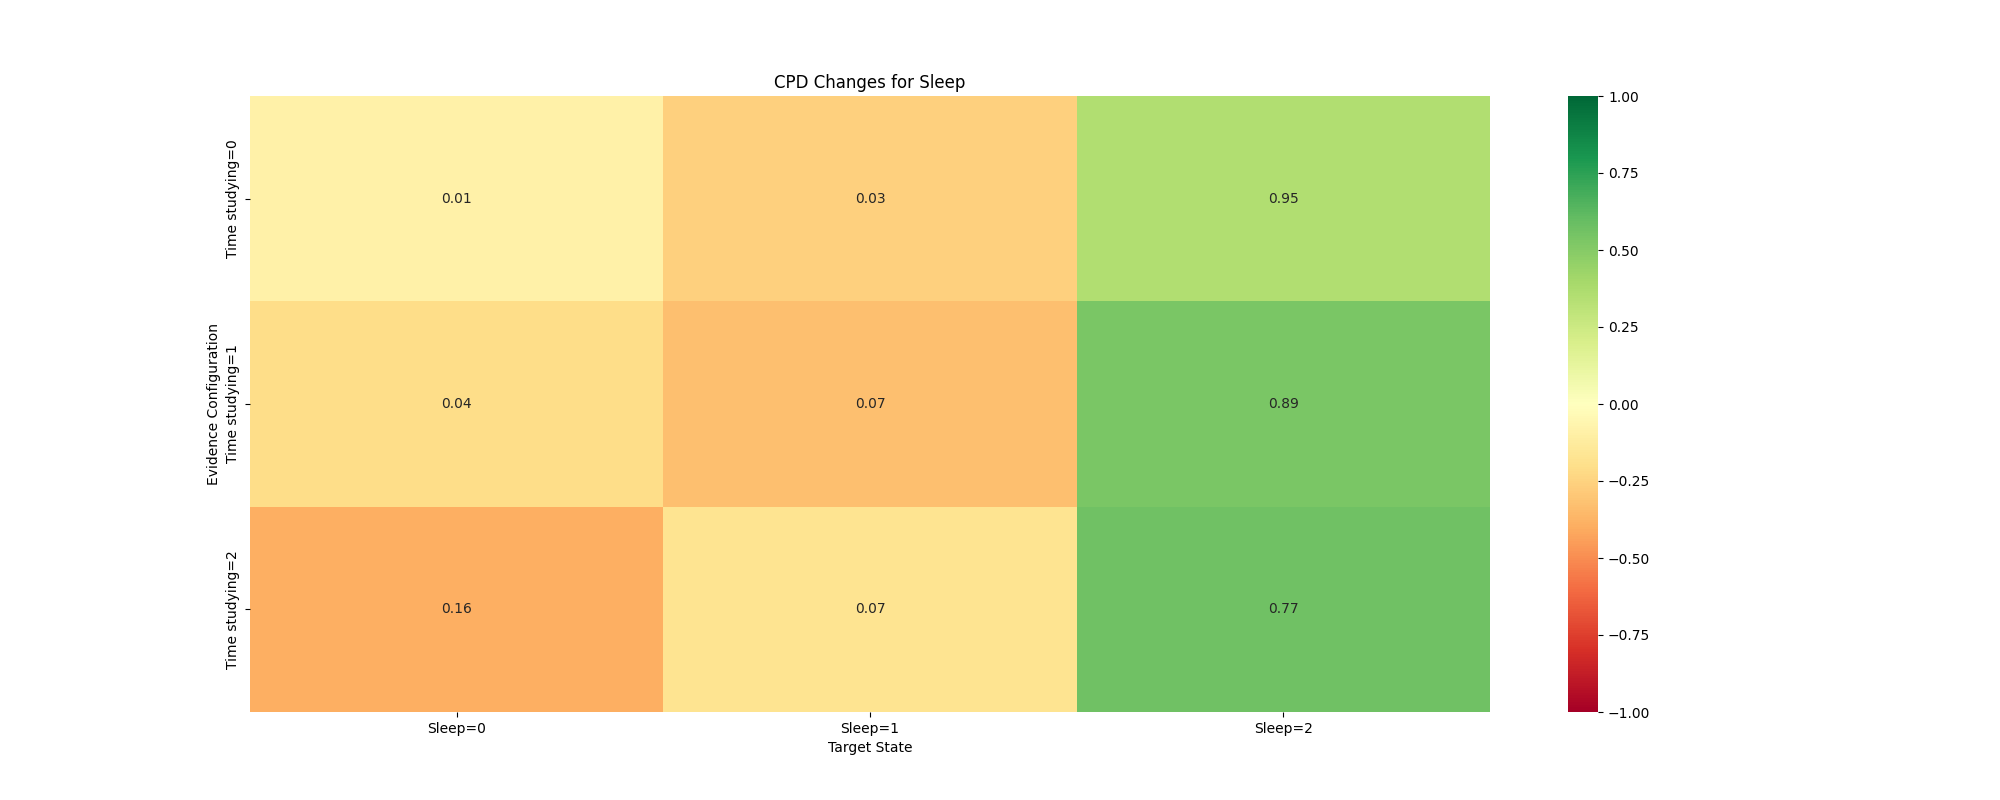 CPD Changes for Sleep
Evidence Configuration
Time studying=0
0.01 0.03 0.95
Time studying=1
0.04 0.07 0.89
Time studying=2
0.16 0.07 0.77
Sleep=0 Sleep=1 Sleep=2
Target State
1.00
0.75
0.50
0.25
0.00
−0.25
−0.50
−0.75
−1.00